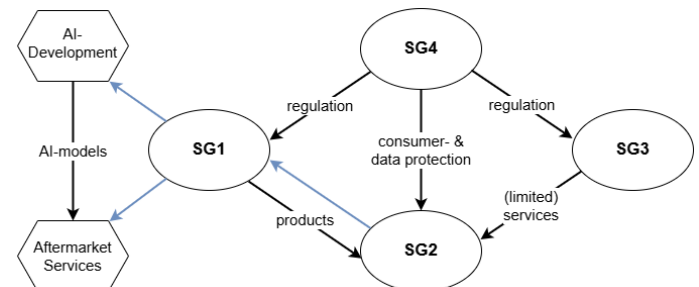 AI-
Development
SG4
regulation
regulation
AI-models
SG1
consumer- &
data protection
SG3
(limited)
services
products
Aftermarket
Services
SG2